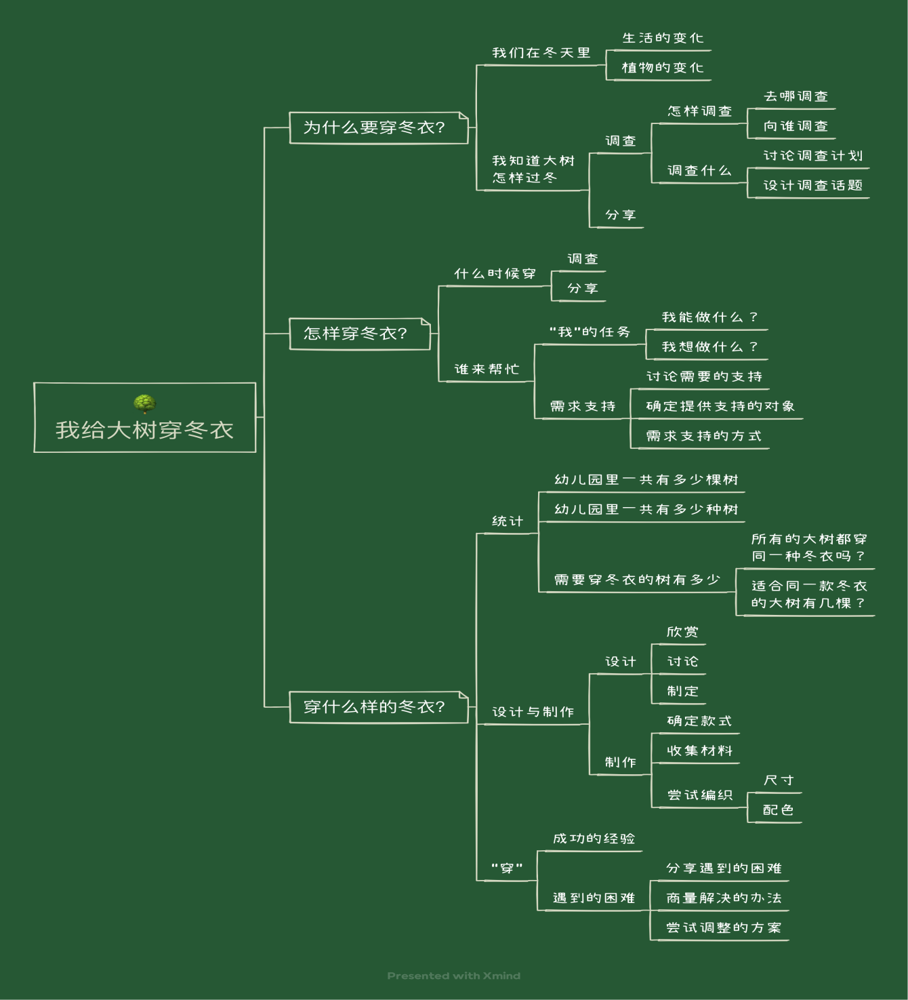 我给大树穿冬衣
为什么要穿冬衣?
我们在冬天里
生活的变化
植物的变化
我知道大树
怎样过冬
调查
怎样调查
去哪调查
向谁调查
调查什么
讨论调查计划
设计调查话题
分享
怎样穿冬衣?
什么时候穿
调查
分享
谁来帮忙
"我"的任务
我能做什么？
我想做什么？
需求支持
讨论需要的支持
确定提供支持的对象
需求支持的方式
穿什么样的冬衣?
统计
幼儿园里一共有多少棵树
幼儿园里一共有多少种树
需要穿冬衣的树有多少
所有的大树都穿
同一种冬衣吗？
适合同一款冬衣
的大树有几棵？
设计与制作
设计
欣赏
讨论
制定
制作
确定款式
收集材料
尝试编织
尺寸
配色
"穿"
成功的经验
遇到的困难
分享遇到的困难
商量解决的办法
尝试调整的方案
Presented with Xmind